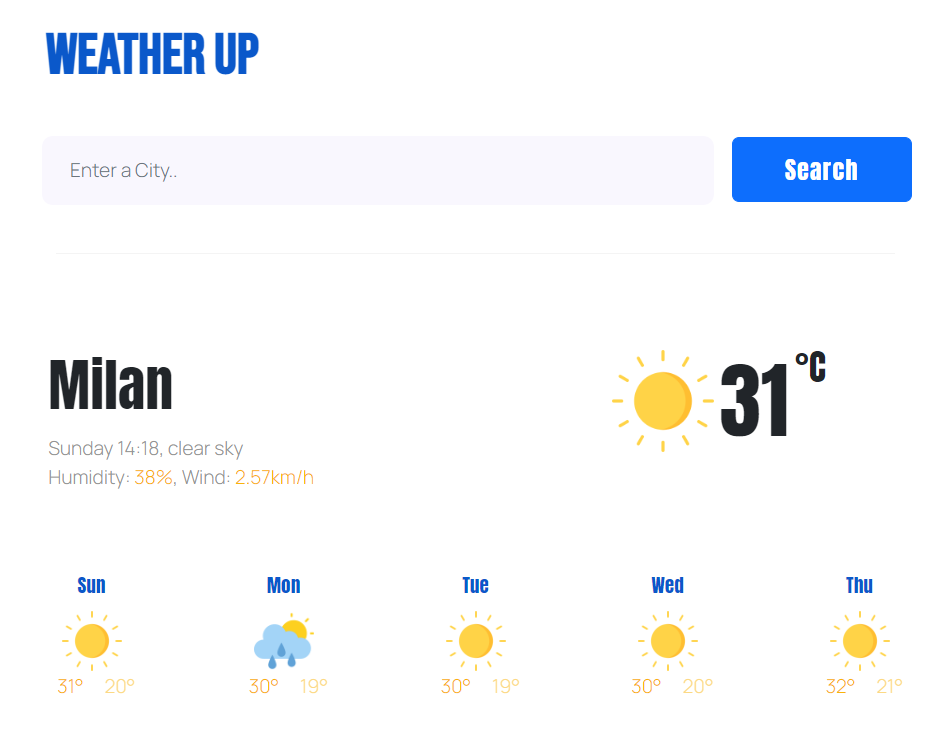 WEATHER UP
Enter a City..
Search
Milan
31 °C
Sunday 14:18, clear sky
Humidity: 38%, Wind: 2.57km/h
Sun Mon Tue Wed Thu
31° 20° 30° 19° 30° 19° 30° 20° 32° 21°